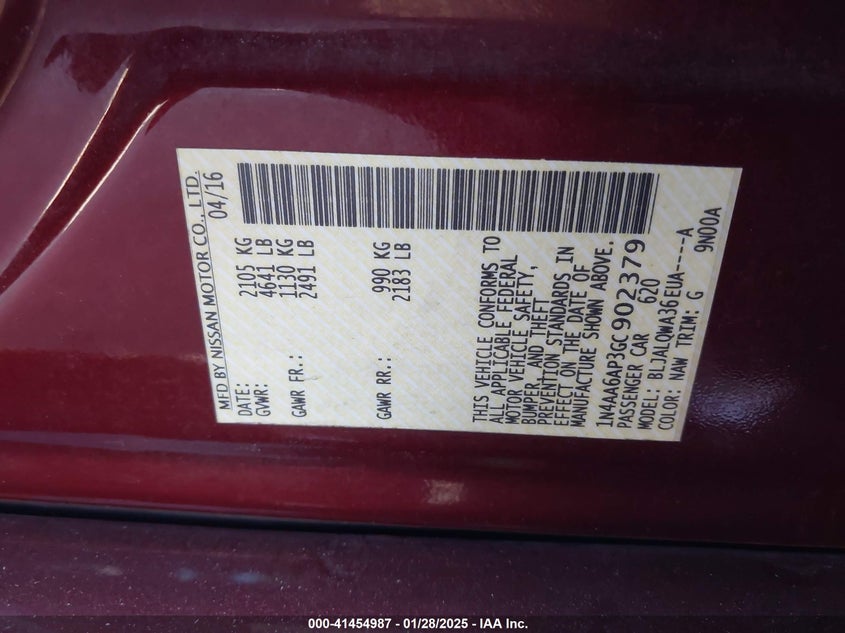 MFD BY NISSAN MOTOR CO., LTD.
DATE: 04/16
GVWR: 2105 KG
4641 LB
GAWR FR.: 1130 KG
2491 LB
GAWR RR.: 990 KG
2183 LB
THIS VEHICLE CONFORMS TO
ALL APPLICABLE FEDERAL
MOTOR VEHICLE SAFETY,
BUMPER, AND THEFT
PREVENTION STANDARDS IN
EFFECT ON THE DATE OF
MANUFACTURE SHOWN ABOVE.
1N4AA6AP3GC902379
PASSENGER CAR 620
MODEL: BLJALQWA36EUA----A
COLOR: NAW TRIM: G 9N00A
000-41454987 - 01/28/2025 - IAA Inc.